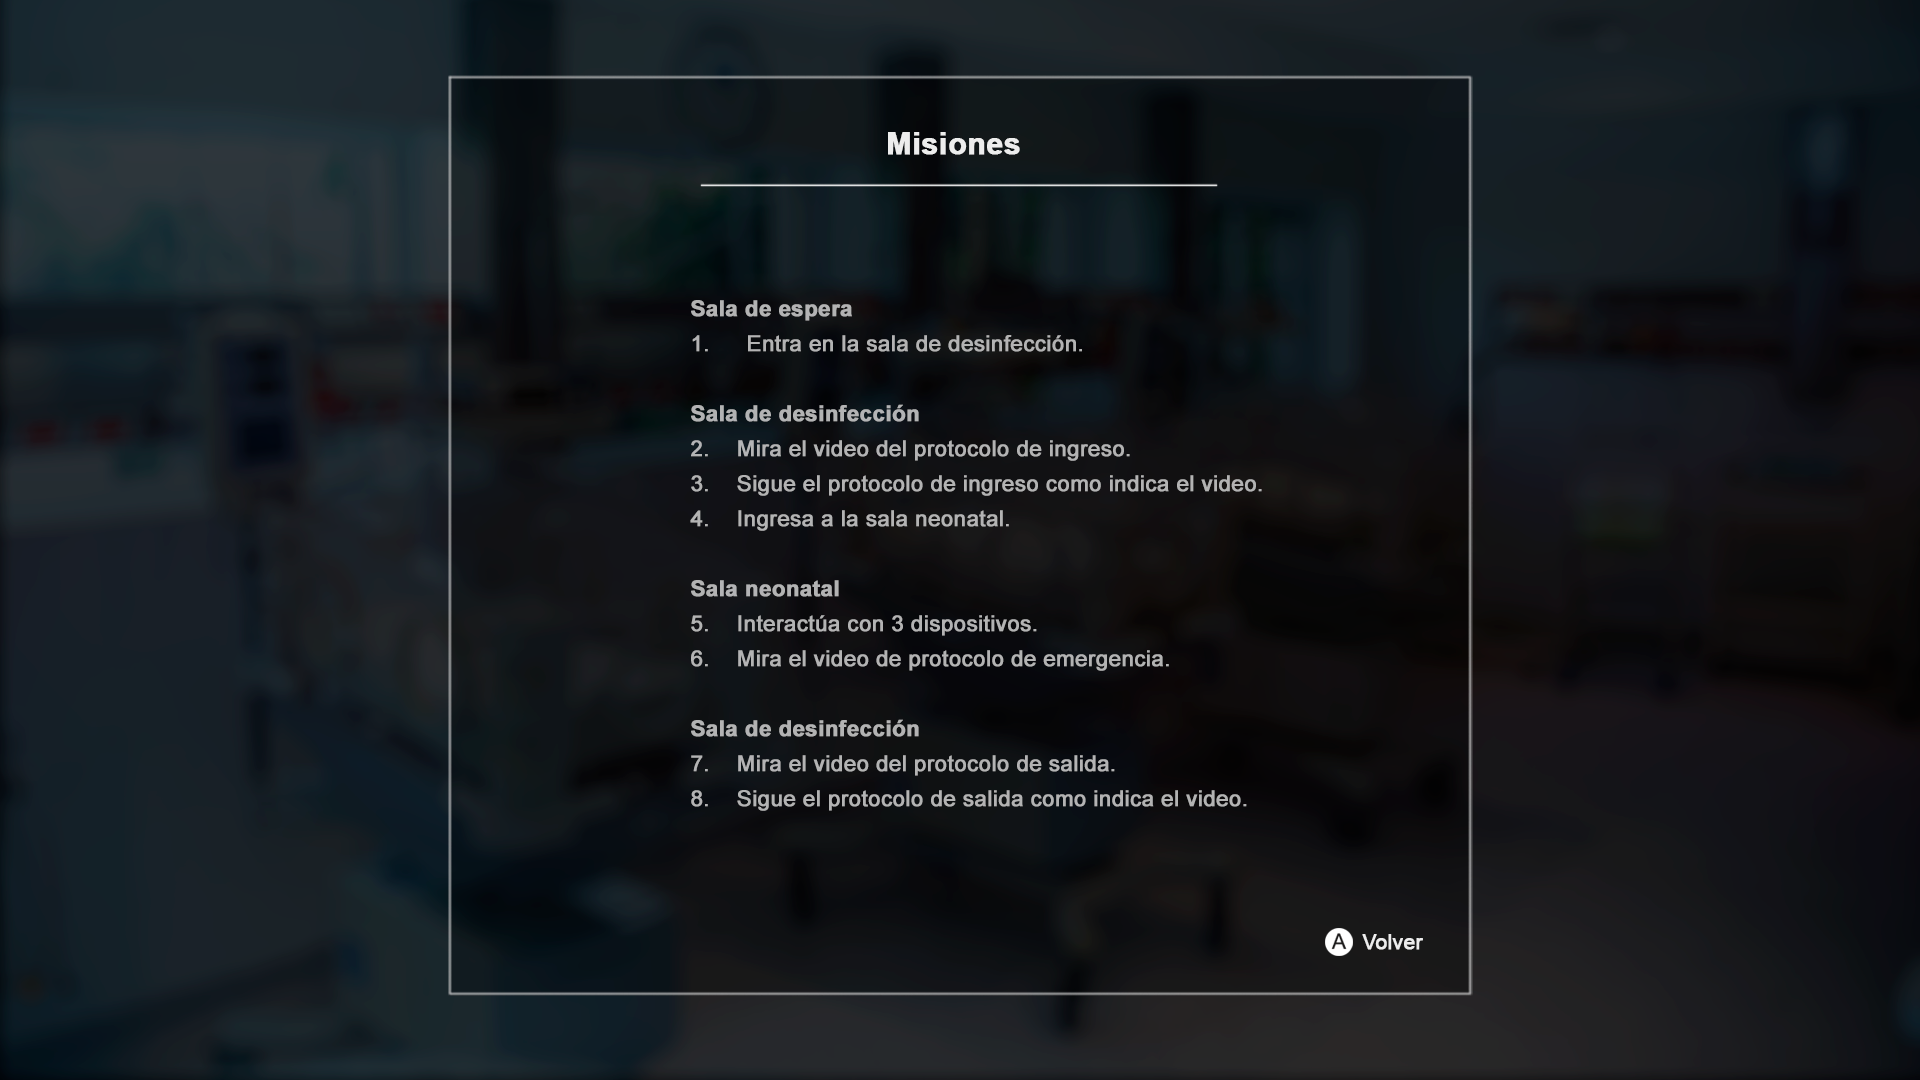 Misiones
Sala de espera
1. Entra en la sala de desinfección.
Sala de desinfección
2. Mira el video del protocolo de ingreso.
3. Sigue el protocolo de ingreso como indica el video.
4. Ingresa a la sala neonatal.
Sala neonatal
5. Interactúa con 3 dispositivos.
6. Mira el video de protocolo de emergencia.
Sala de desinfección
7. Mira el video del protocolo de salida.
8. Sigue el protocolo de salida como indica el video.
A Volver